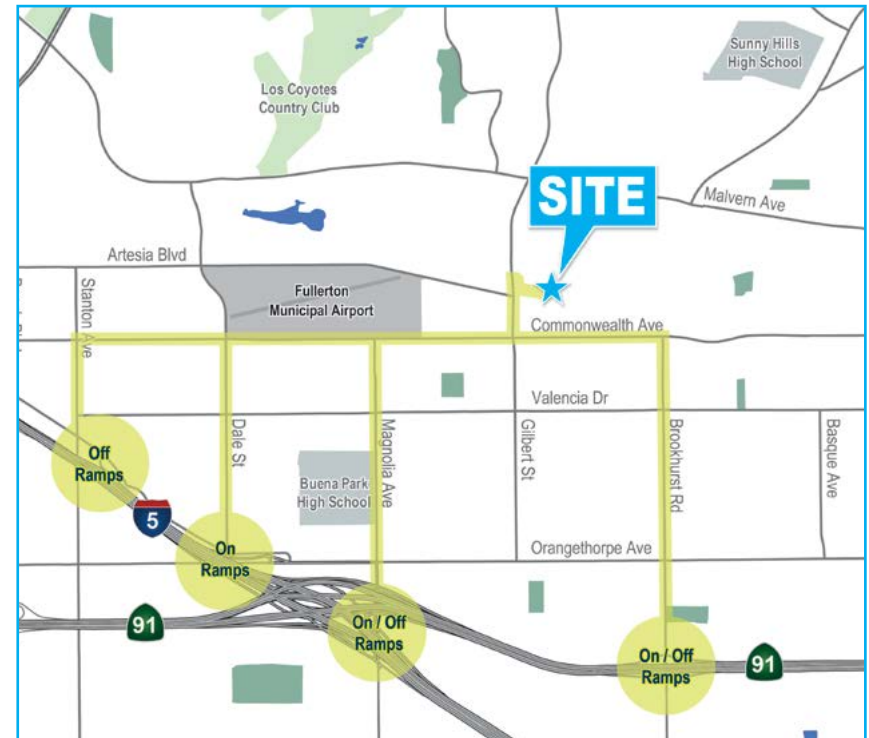 Sunny Hills
High School
Los Coyotes
Country Club
SITE
Malvern Ave
Artesia Blvd
Stanton Ave
Fullerton
Municipal Airport
Commonwealth Ave
Valencia Dr
Dale St
Magnolia Ave
Gilbert St
Brookhurst Rd
Basque Ave
Off
Ramps
Buena Park
High School
5
On
Ramps
Orangethorpe Ave
91
On / Off
Ramps
On / Off
Ramps
91